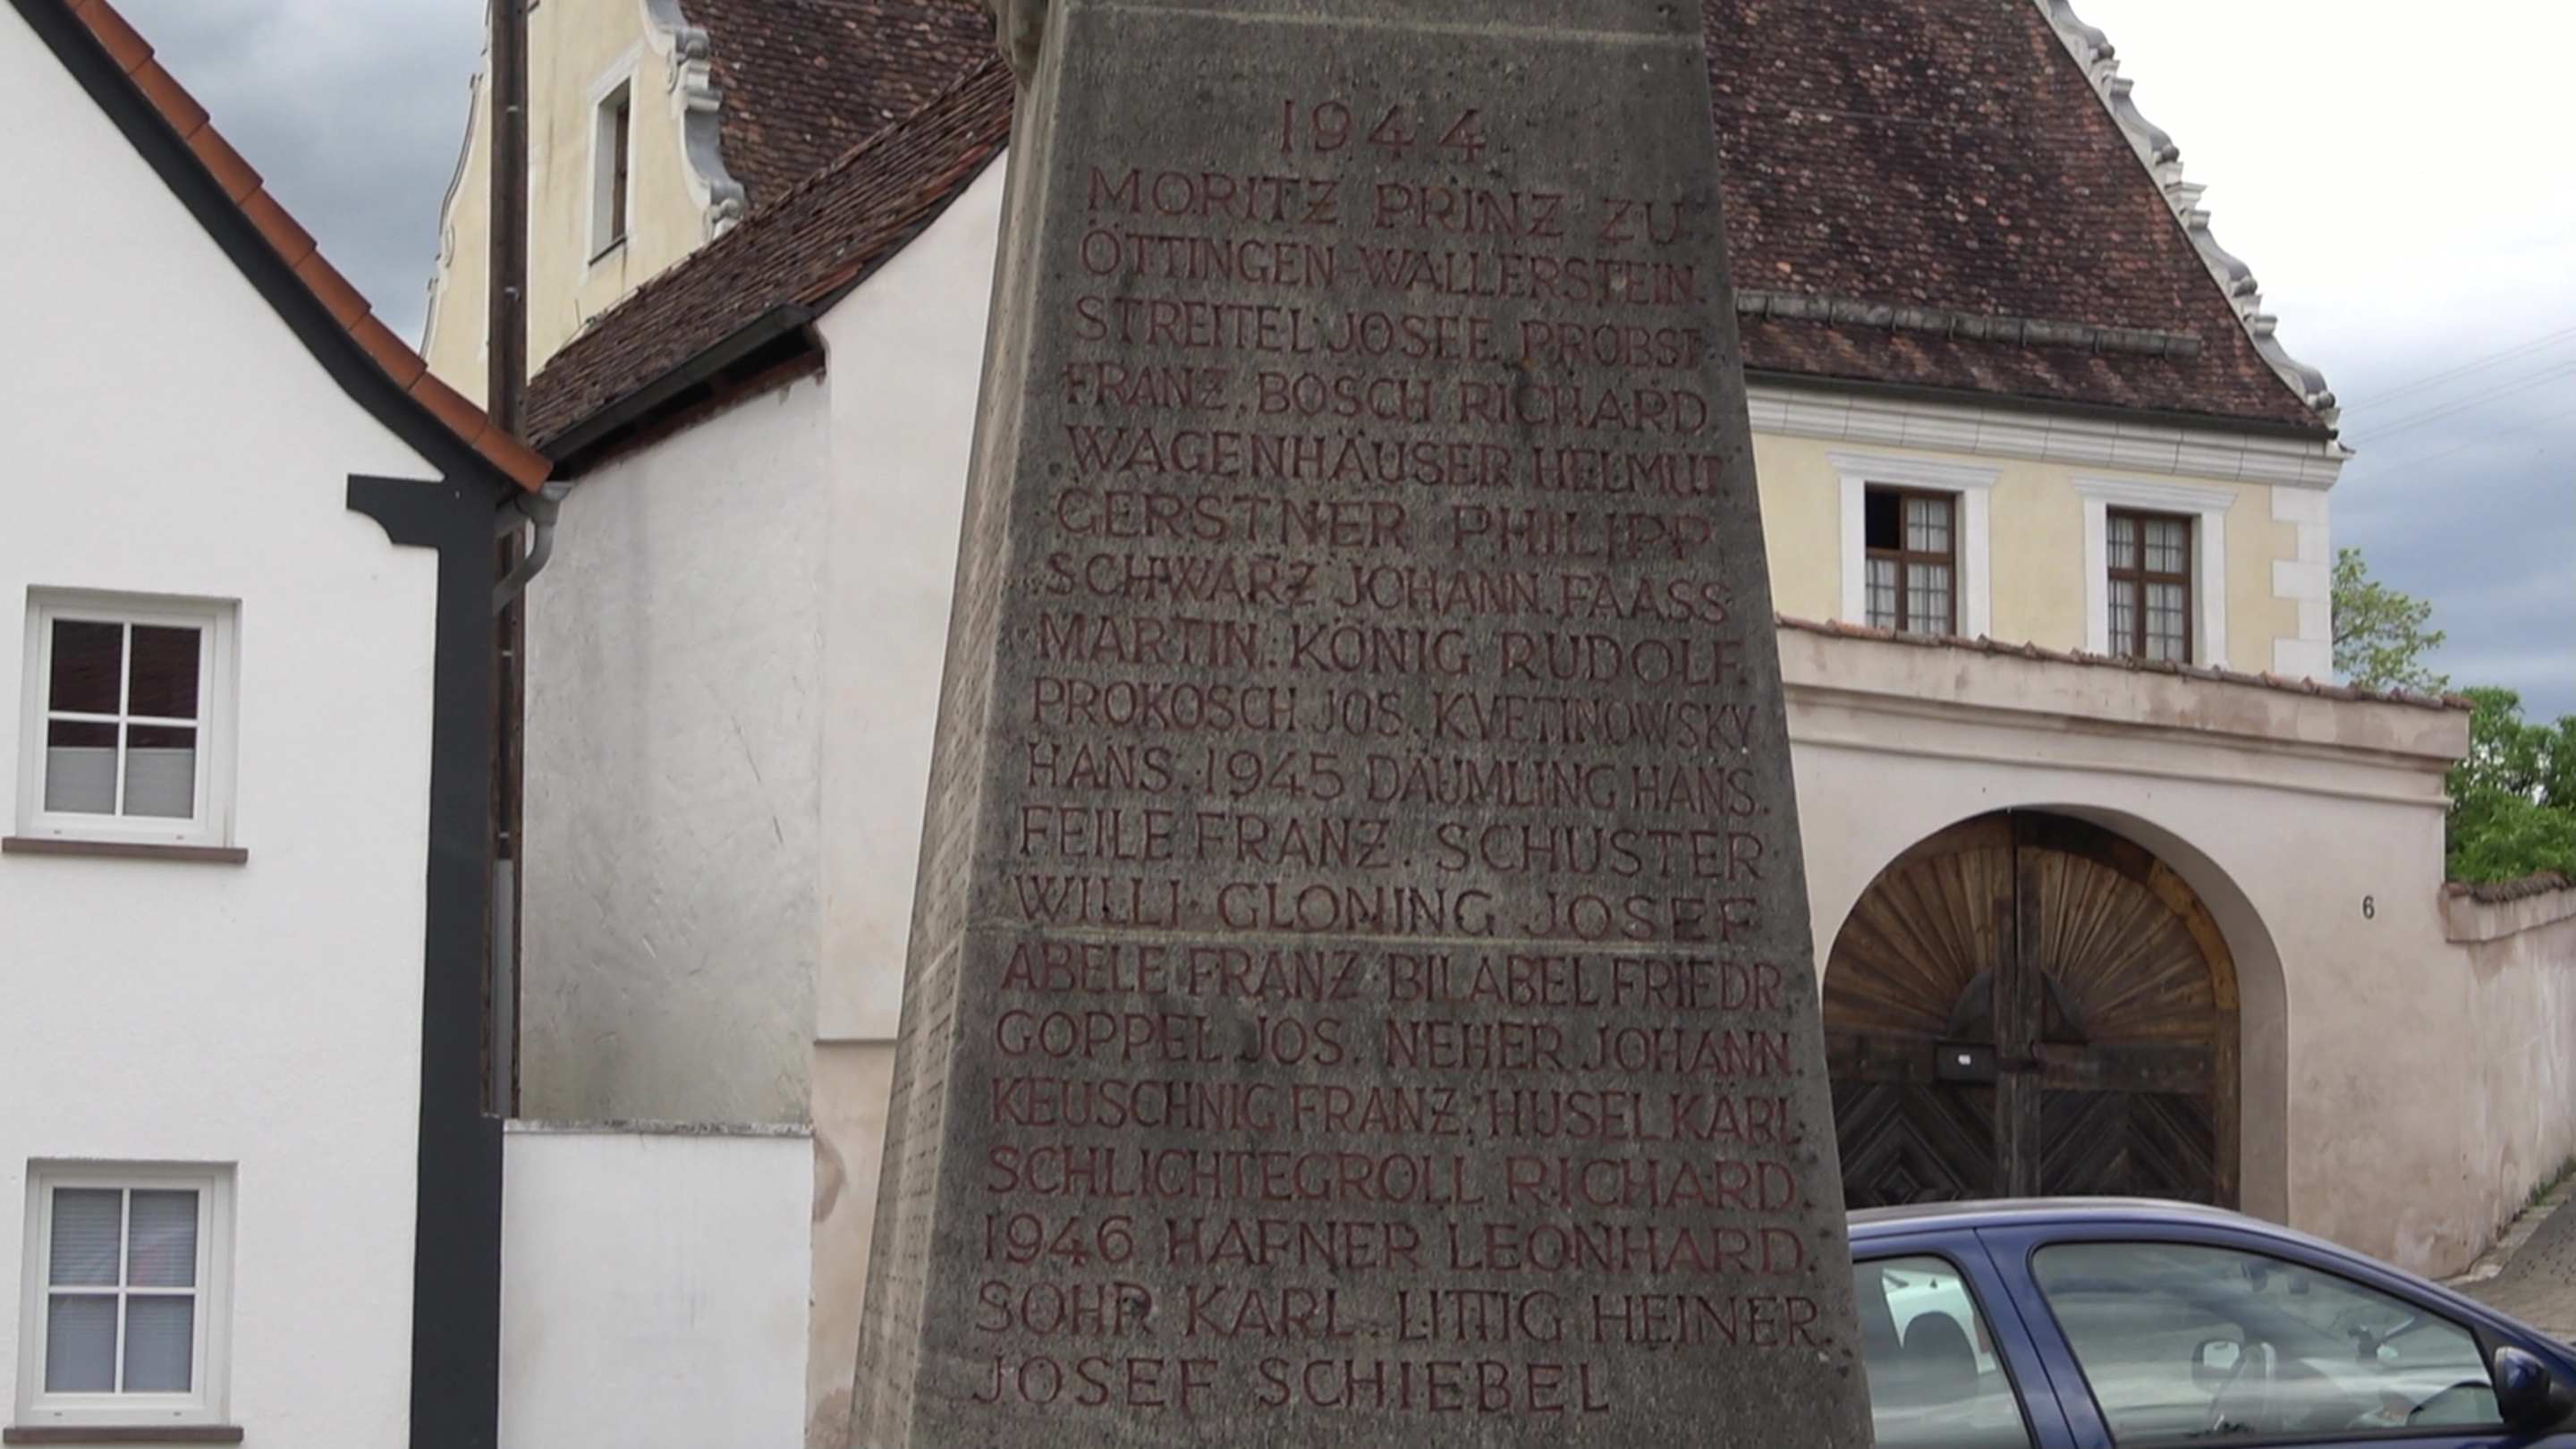 1944
MORITZ PRINZ ZU
ÖTTINGEN-WALLERSTEIN.
STREITEL JOSEF. PROBST
FRANZ. BOSCH RICHARD
WAGENHÄUSER HELMUT.
GERSTNER PHILIPP
SCHWARZ JOHANN. FAASS
MARTIN. KÖNIG RUDOLF.
PROKOSCH JOS. KVETINOWSKY
HANS. 1945 DÄUMLING HANS.
FEILE FRANZ. SCHUSTER
WILLI GLONING JOSEF
ABELE FRANZ BILABEL FRIEDR.
GOPPEL JOS. NEHER JOHANN.
KEUSCHNIG FRANZ. HUSEL KARL
SCHLICHTEGROLL RICHARD.
1946 HAFNER LEONHARD.
SOHR KARL. LITTIG HEINER
JOSEF SCHIEBEL
6